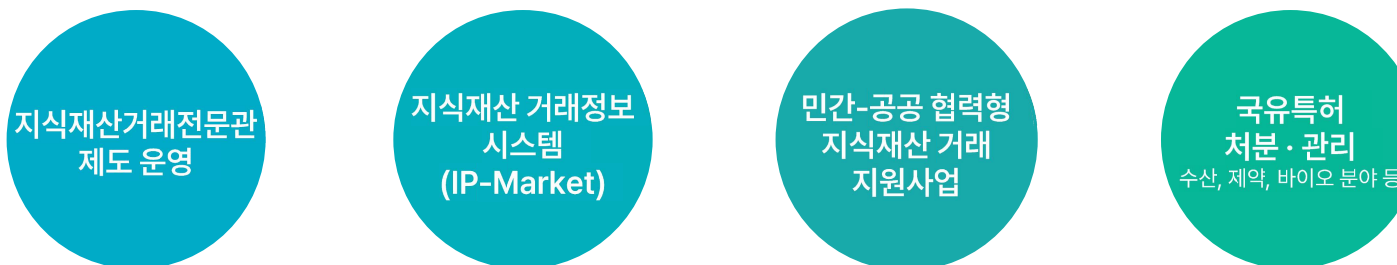 지식재산거래전문관
제도 운영
지식재산 거래정보
시스템
(IP-Market)
민간-공공 협력형
지식재산 거래
지원사업
국유특허
처분 · 관리
수산, 제약, 바이오 분야 등